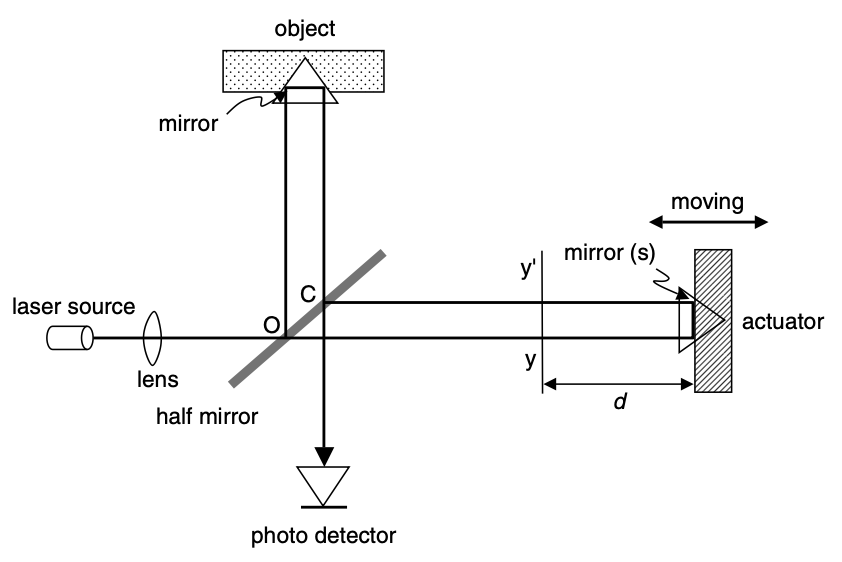 object
mirror
moving
mirror (s)
y'
C
laser source
O
actuator
y
lens
d
half mirror
photo detector